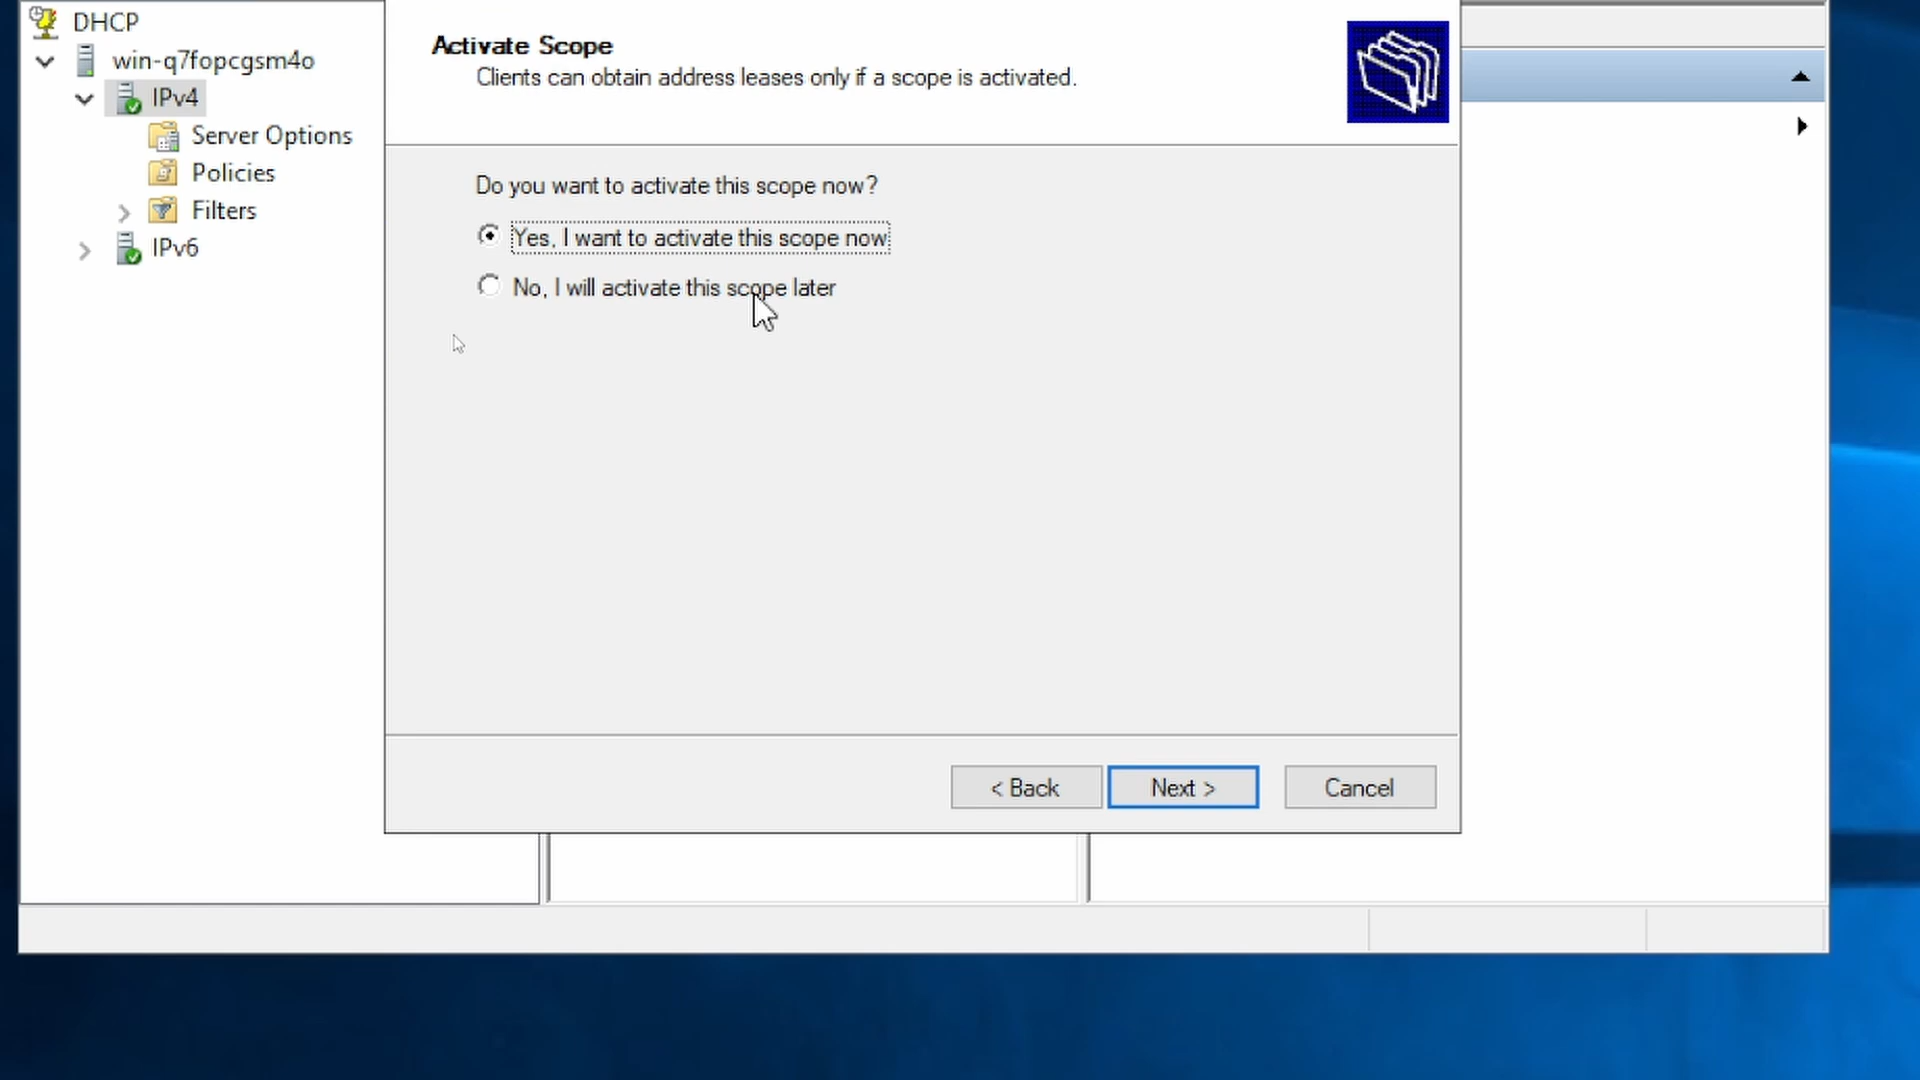 DHCP
win-q7fopcgsm4o
IPv4
Server Options
Policies
Filters
IPv6
Activate Scope
Clients can obtain address leases only if a scope is activated.
Do you want to activate this scope now?
Yes, I want to activate this scope now
No, I will activate this scope later
< Back
Next >
Cancel